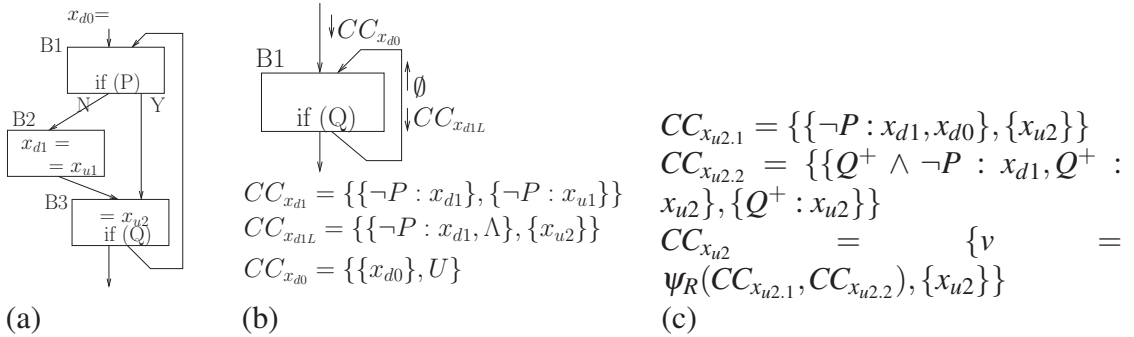 x_{d0}=
B1
if (P)
N Y
B2
x_{d1} =
= x_{u1}
B3
= x_{u2}
if (Q)
(a)
CC_{x_{d0}}
B1
∅
if (Q)
CC_{x_{d1L}}
CC_{x_{d1}} = {{¬P : x_{d1}}, {¬P : x_{u1}}}
CC_{x_{d1L}} = {{¬P : x_{d1}, Λ}, {x_{u2}}}
CC_{x_{d0}} = {{x_{d0}}, U}
(b)
CC_{x_{u2.1}} = {{¬P : x_{d1}, x_{d0}}, {x_{u2}}}
CC_{x_{u2.2}} = {{Q^+ ∧ ¬P : x_{d1}, Q^+ :
x_{u2}}, {Q^+ : x_{u2}}}
CC_{x_{u2}} = {v =
ψ_R(CC_{x_{u2.1}}, CC_{x_{u2.2}}), {x_{u2}}}
(c)